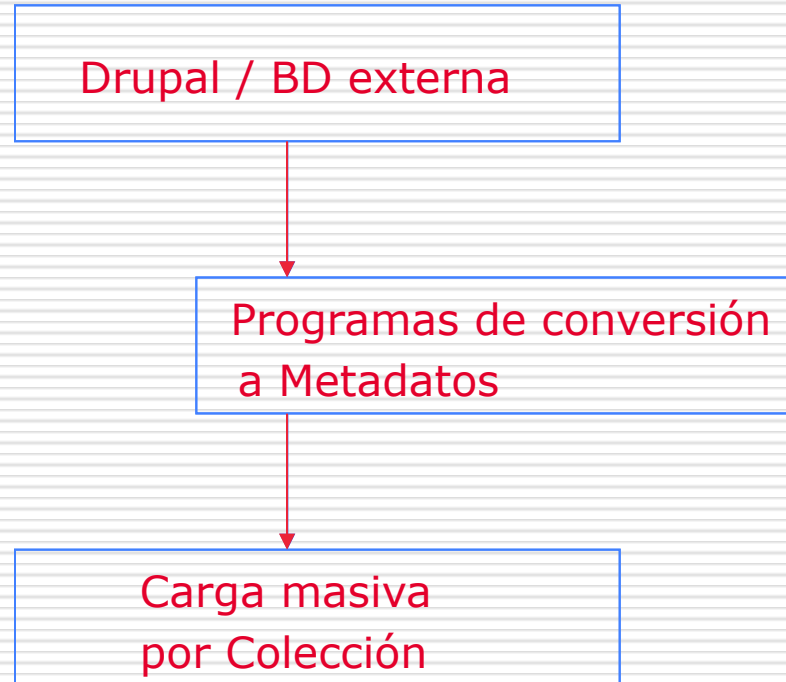 Drupal / BD externa
Programas de conversión
a Metadatos
Carga masiva
por Colección